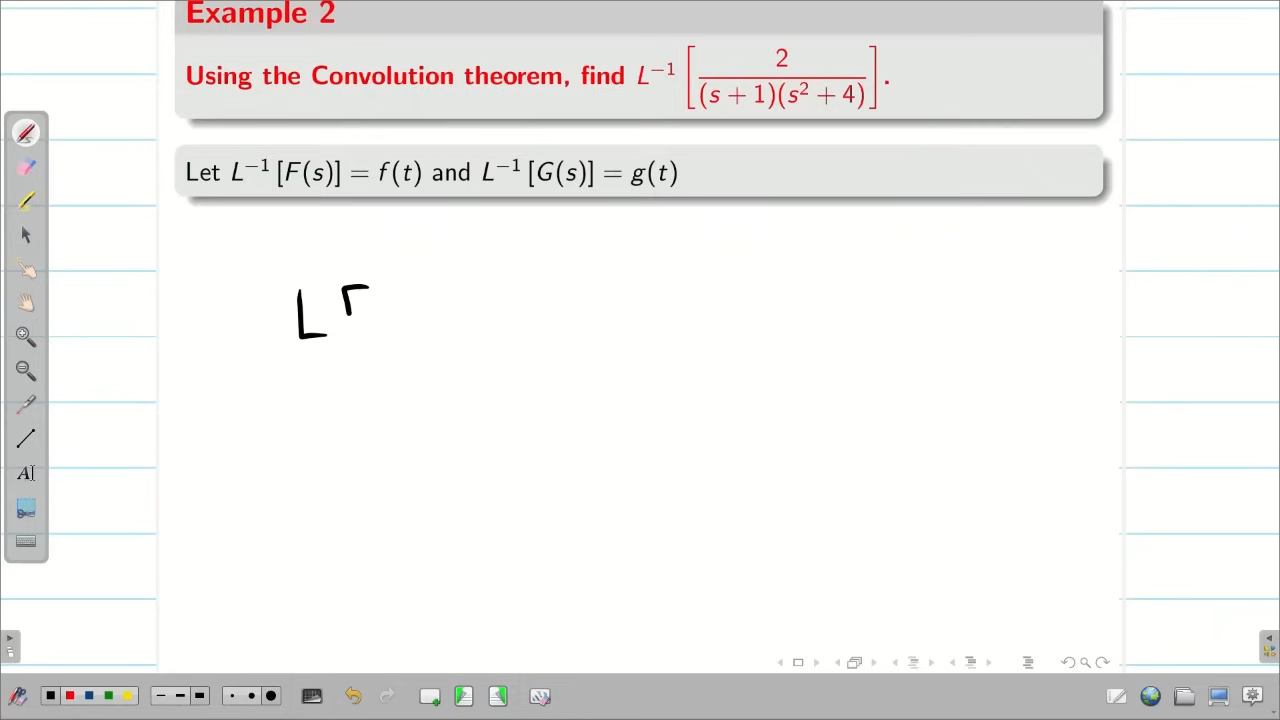 Example 2
Using the Convolution theorem, find L⁻¹ [ 2 / (s + 1)(s² + 4) ].
Let L⁻¹ [F(s)] = f(t) and L⁻¹ [G(s)] = g(t)
L Γ